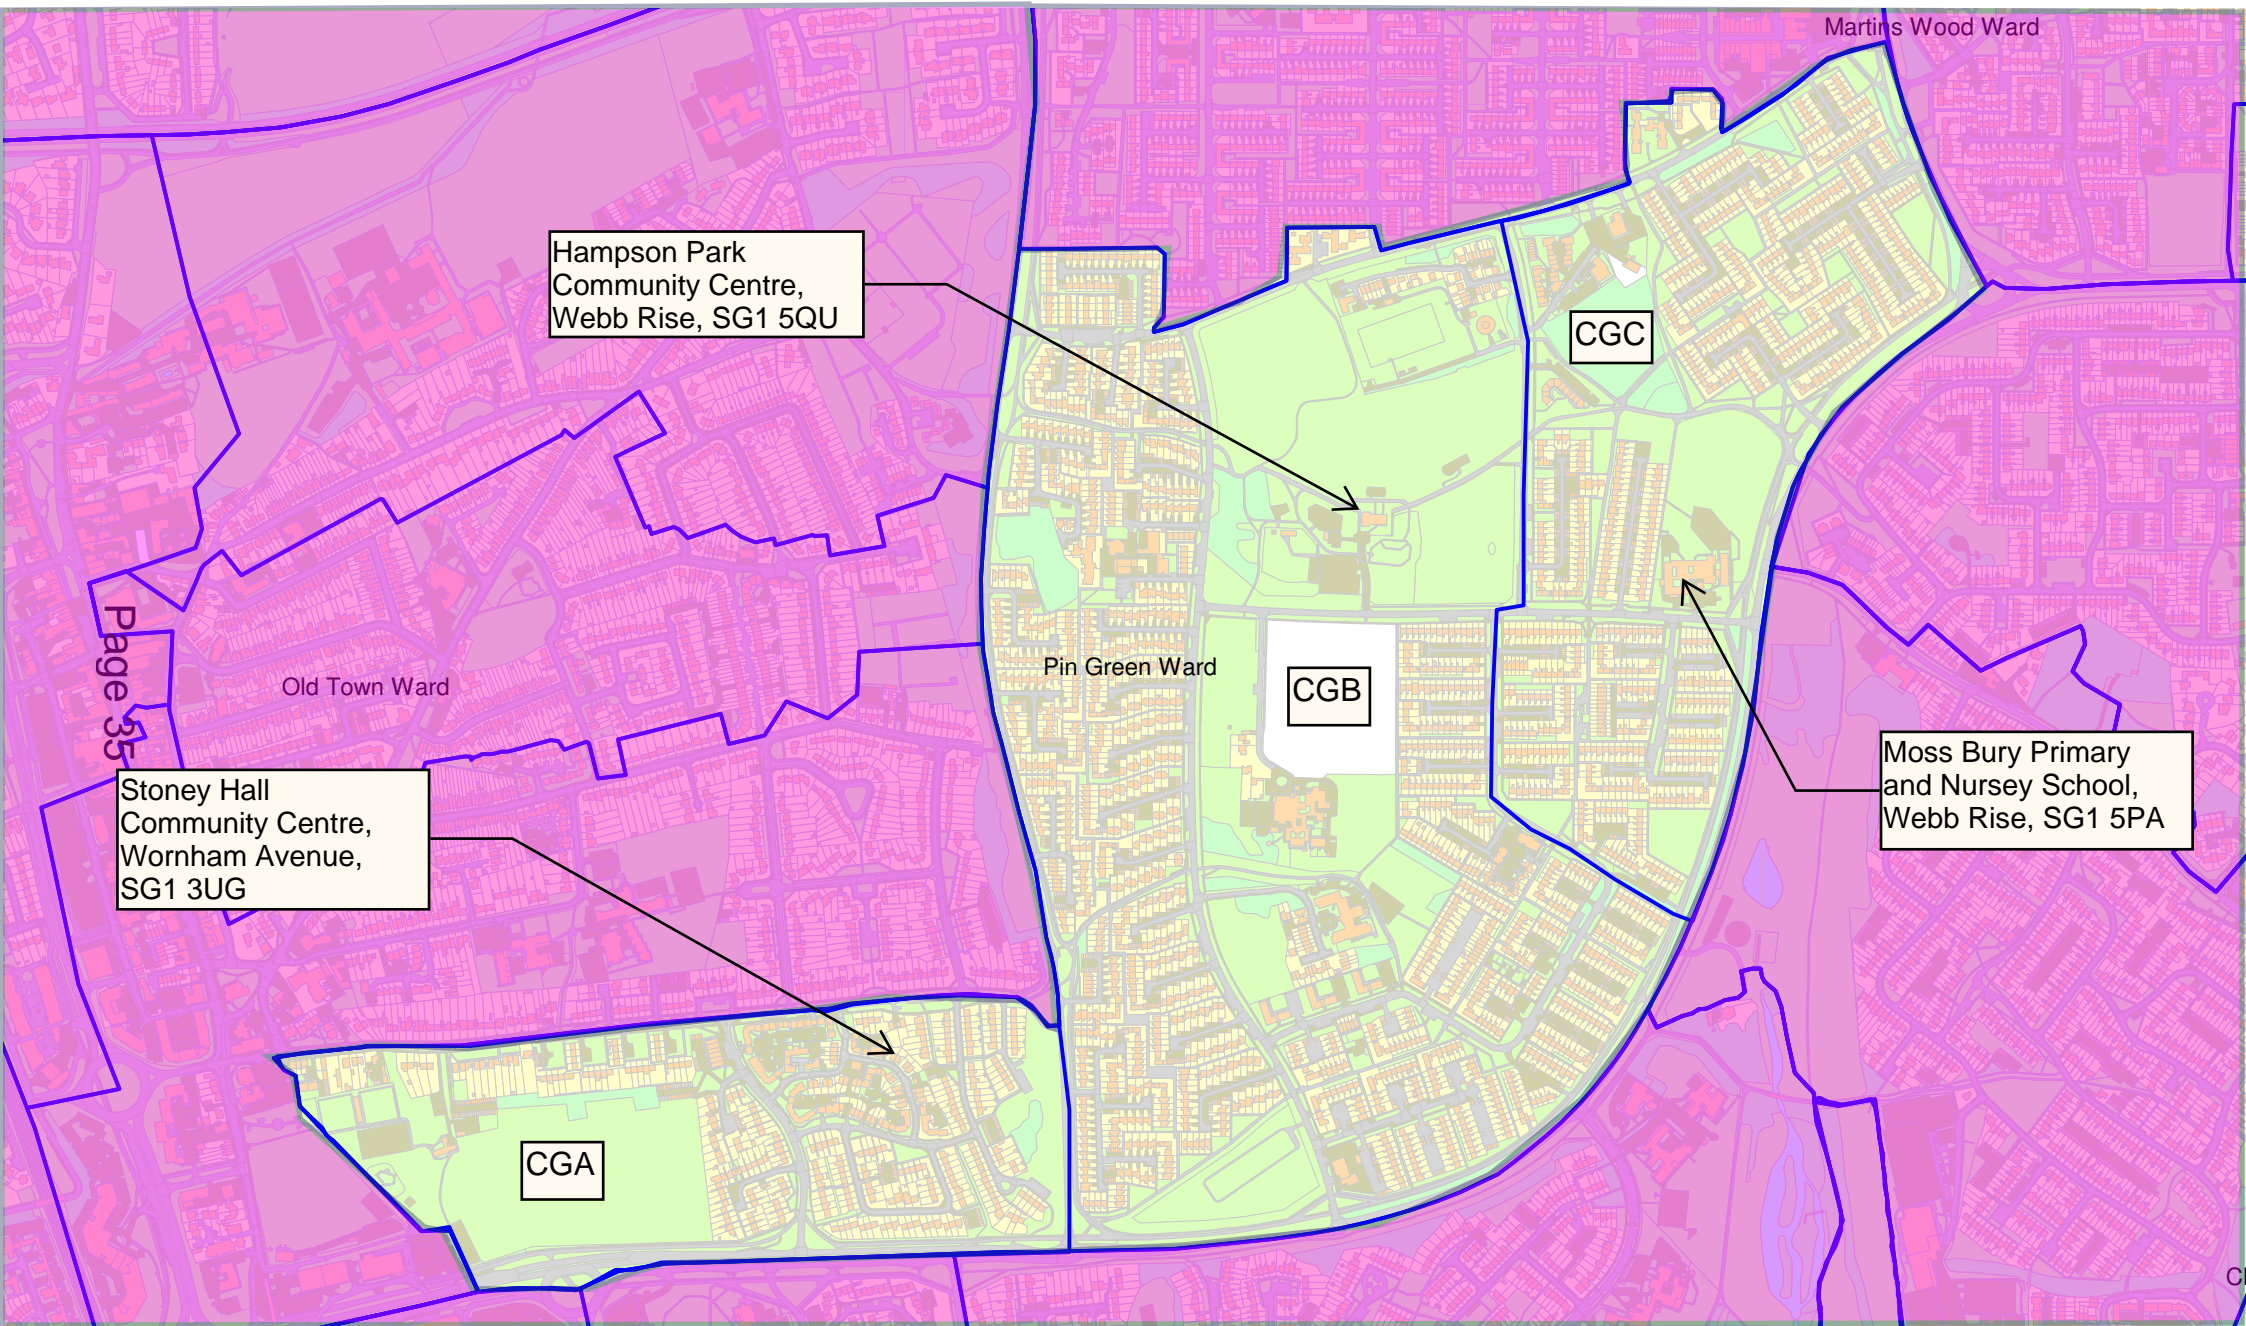 Martins Wood Ward
Hampson Park
Community Centre,
Webb Rise, SG1 5QU
CGC
Page 35
Old Town Ward
Pin Green Ward
CGB
Moss Bury Primary
and Nursey School,
Webb Rise, SG1 5PA
Stoney Hall
Community Centre,
Wornham Avenue,
SG1 3UG
CGA